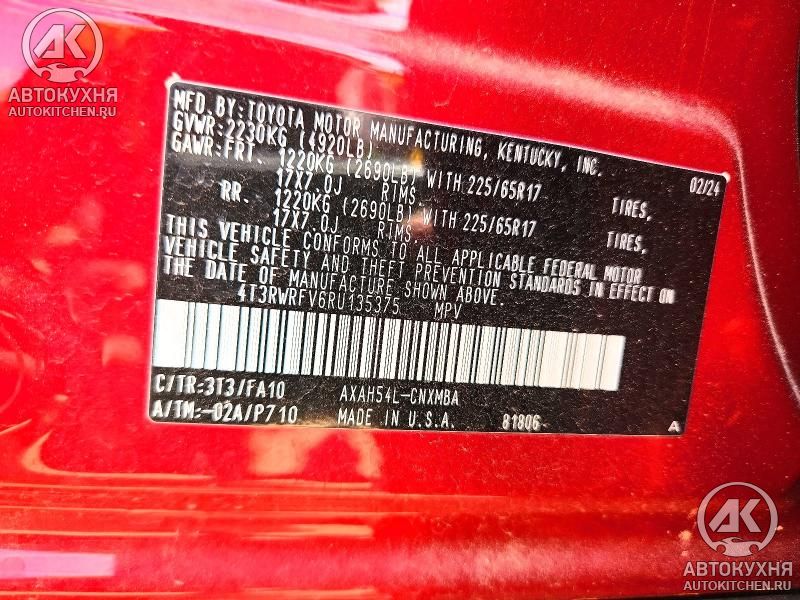 АК
АВТОКУХНЯ
AUTOKITCHEN.RU
MFD. BY: TOYOTA MOTOR MANUFACTURING, KENTUCKY, INC.
GVWR: 2230KG (4920LB) 02/24
GAWR: FRT. 1220KG (2690LB) WITH 225/65R17 TIRES,
17X7.0J RIMS,
RR. 1220KG (2690LB) WITH 225/65R17 TIRES,
17X7.0J RIMS.
THIS VEHICLE CONFORMS TO ALL APPLICABLE FEDERAL MOTOR
VEHICLE SAFETY AND THEFT PREVENTION STANDARDS IN EFFECT ON
THE DATE OF MANUFACTURE SHOWN ABOVE.
4T3RWRFV6RU135375 MPV
C/TR:3T3/FA10 AXAH54L-CNXMBA
A/TM:-02A/P710 MADE IN U.S.A. 81806 A
АК
АВТОКУХНЯ
AUTOKITCHEN.RU